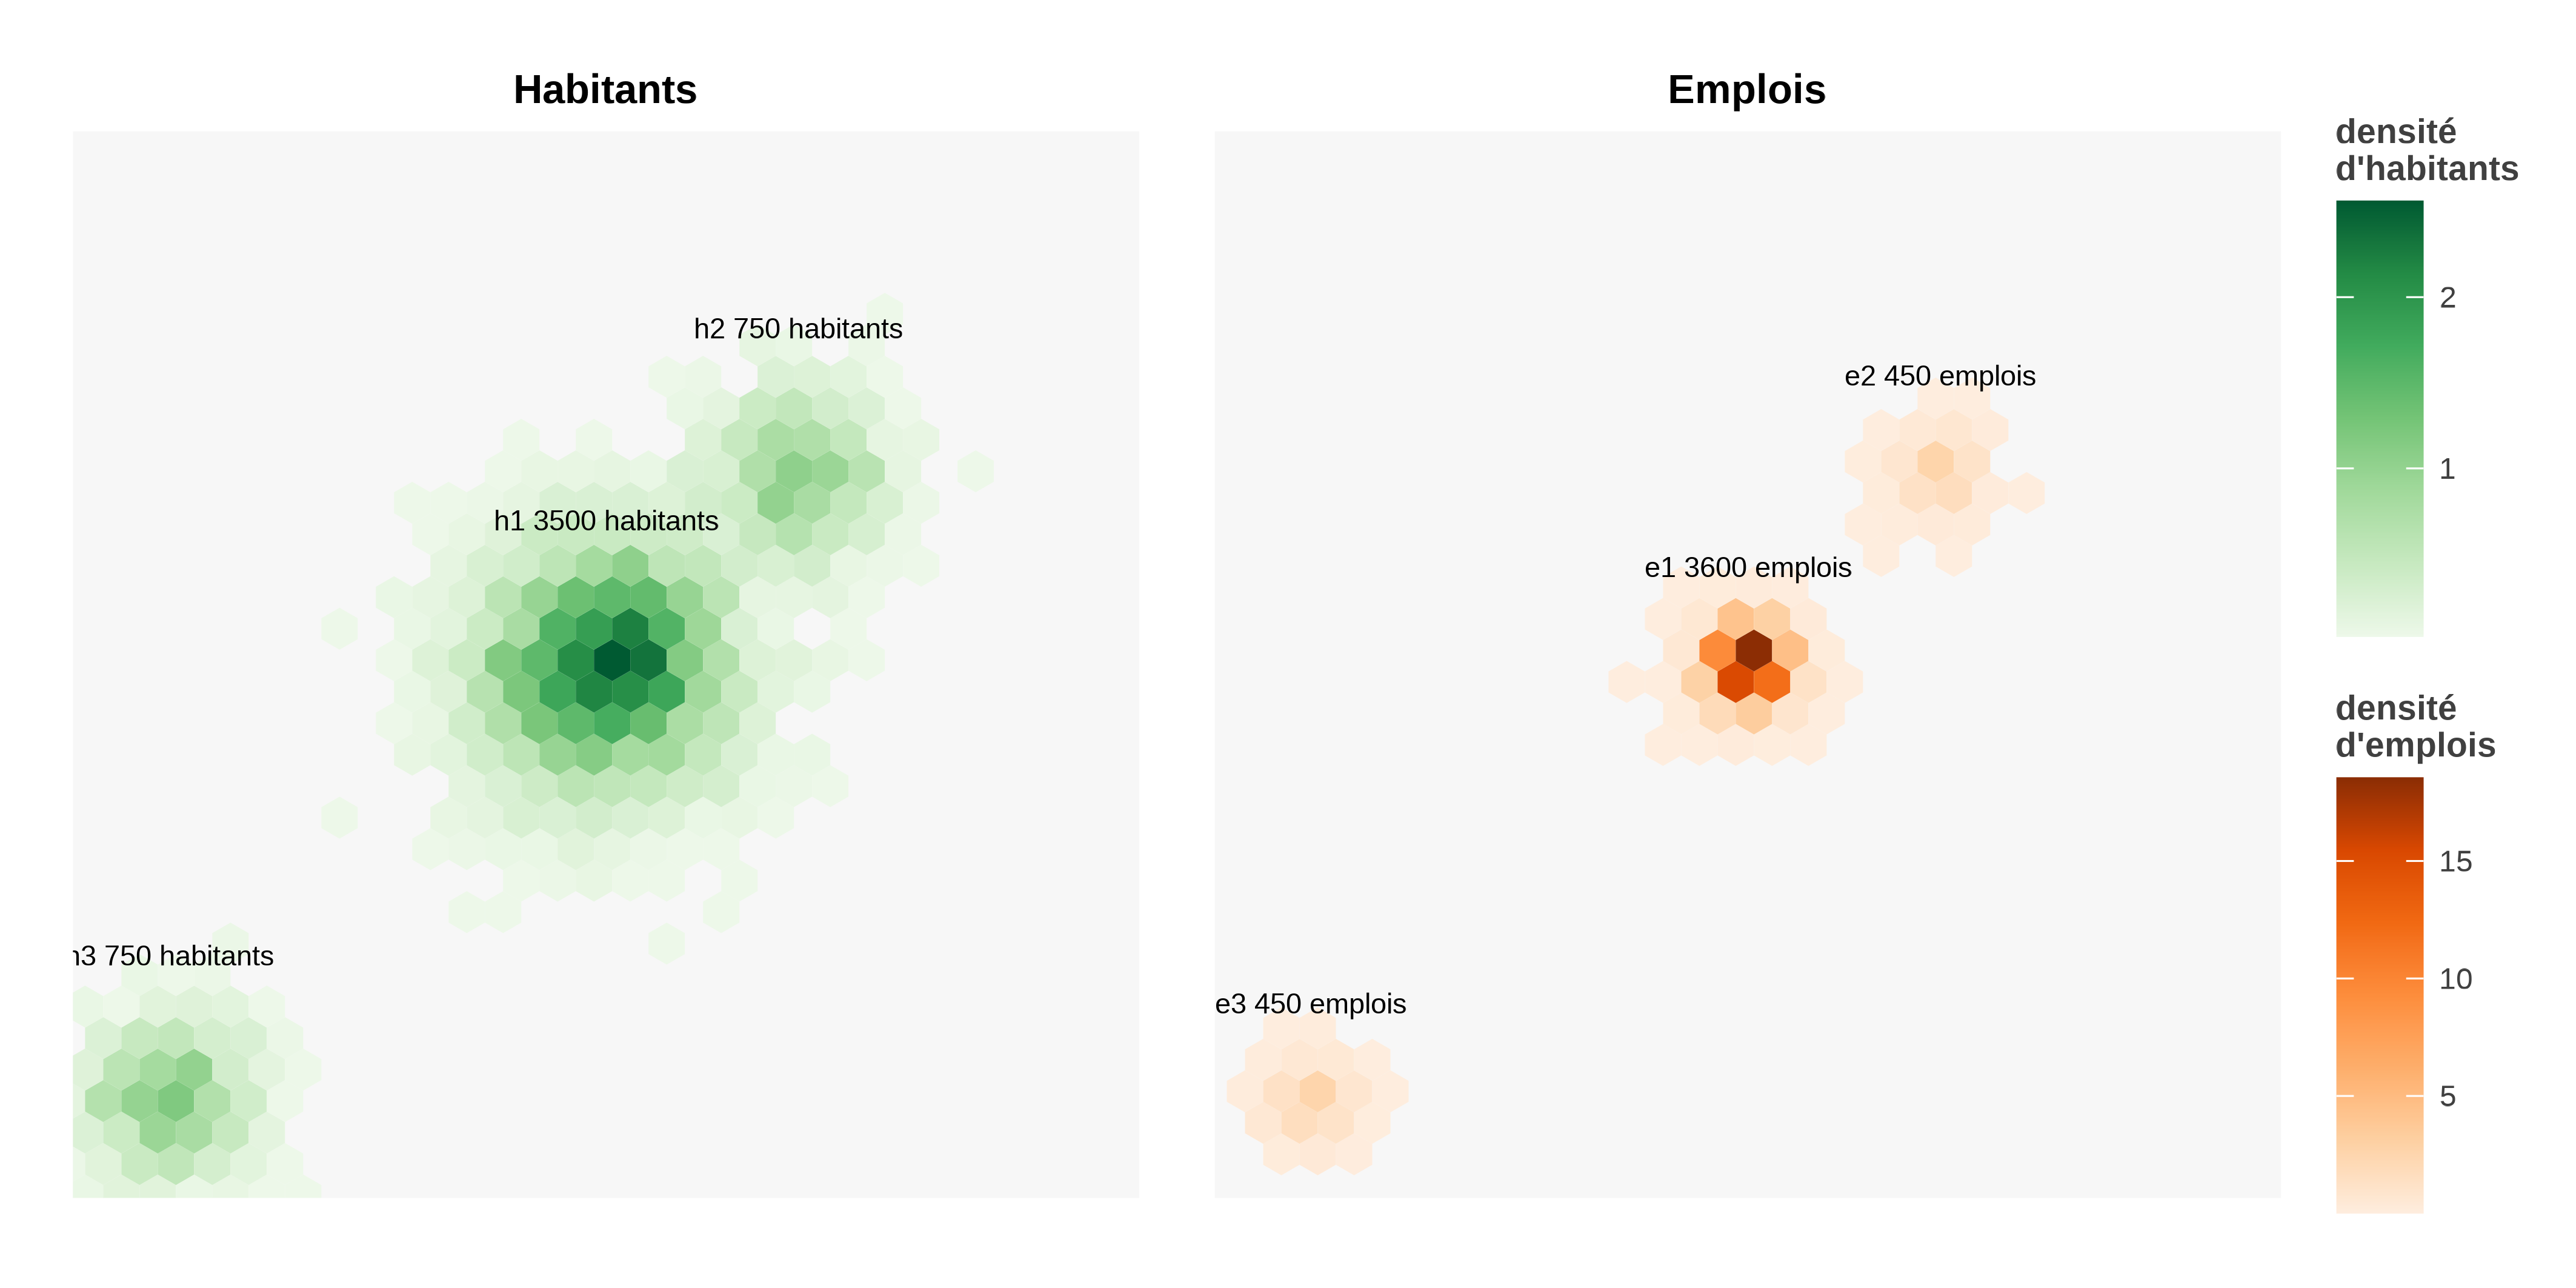 Habitants
h2 750 habitants
h1 3500 habitants
h3 750 habitants
Emplois
e2 450 emplois
e1 3600 emplois
e3 450 emplois
densité
d'habitants
2
1
densité
d'emplois
15
10
5